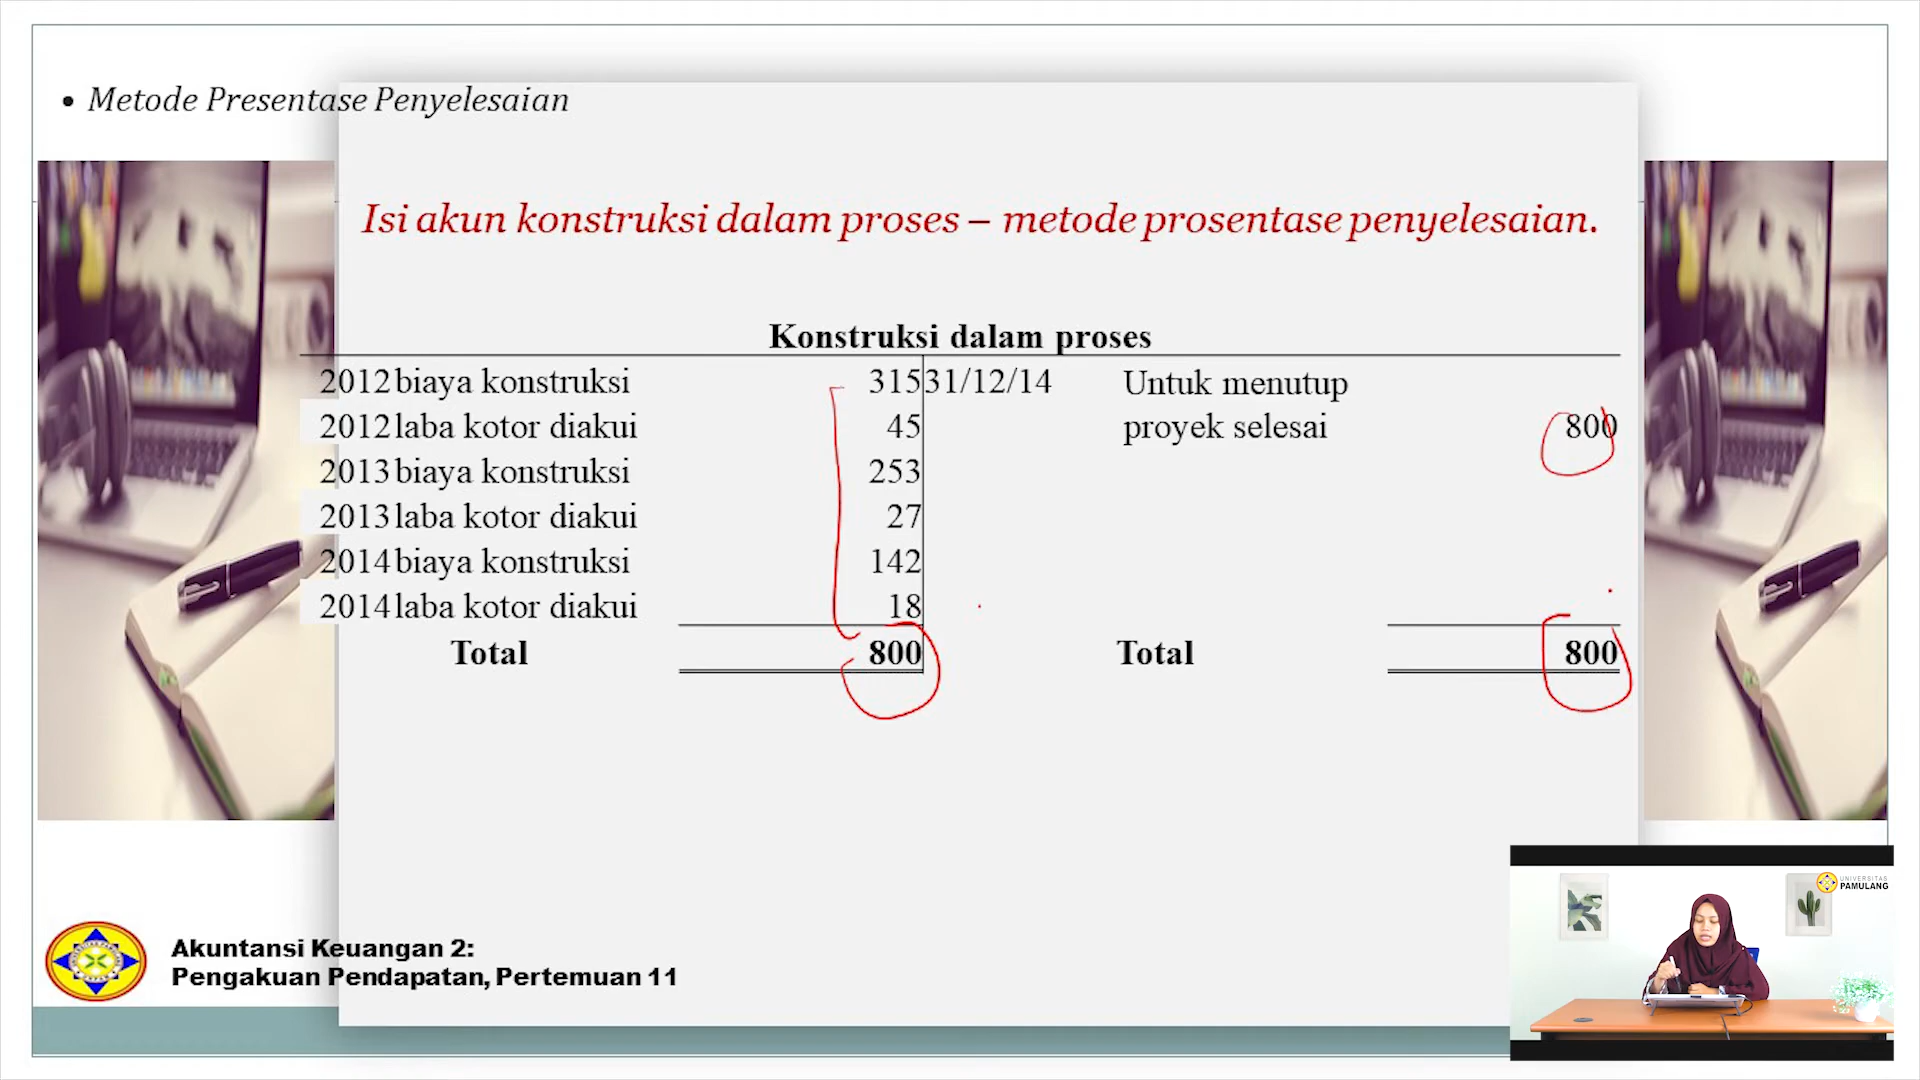 • Metode Presentase Penyelesaian
Isi akun konstruksi dalam proses – metode prosentase penyelesaian.
Konstruksi dalam proses
2012 biaya konstruksi 315 31/12/14 Untuk menutup
2012 laba kotor diakui 45 proyek selesai 800
2013 biaya konstruksi 253
2013 laba kotor diakui 27
2014 biaya konstruksi 142
2014 laba kotor diakui 18
Total 800 Total 800
UNIVERSITAS
PAMULANG
Akuntansi Keuangan 2:
Pengakuan Pendapatan, Pertemuan 11